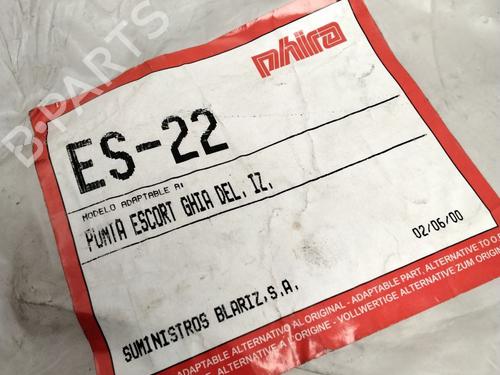 phira
ES-22
MODELO ADAPTABLE A:
PUNTA ESCORT GHIA DEL. IZ.
02/06/00
SUMINISTROS BLARIZ,S.A.
ADAPTABLE ALTERNATIVO AL ORIGINAL - ADAPTABLE PART, ALTERNATIVE TO O.E
ALTERNATIVE A L'ORIGINE - VOLLWERTIGE ALTERNATIVE ZUM ORIGIN
B-PARTS